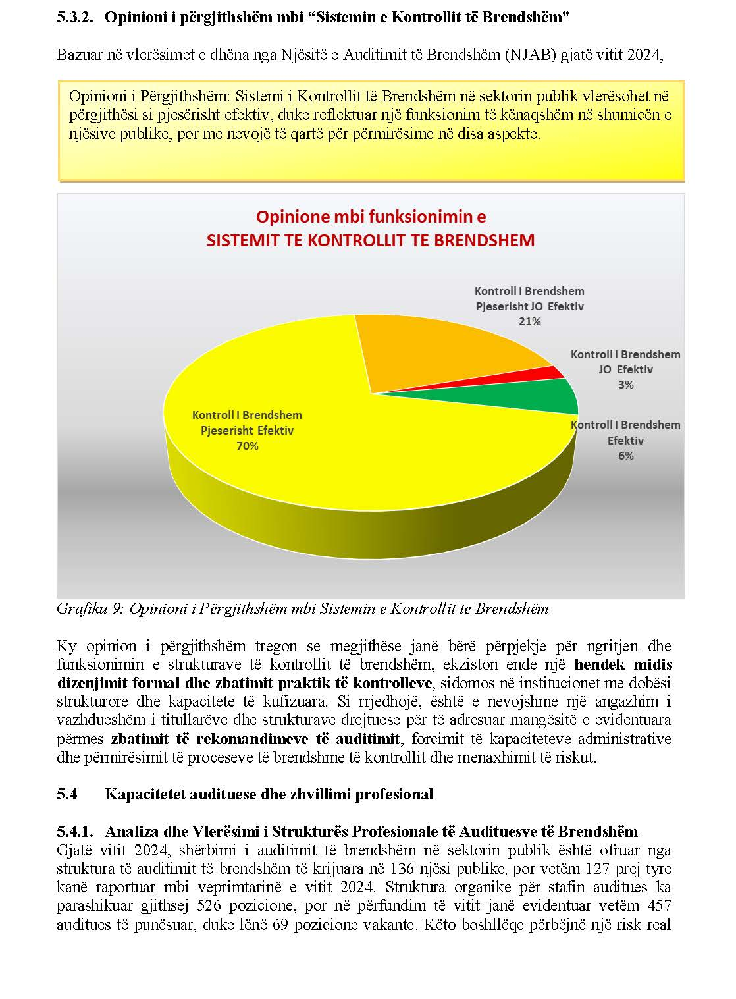 5.3.2. Opinioni i përgjithshëm mbi “Sistemin e Kontrollit të Brendshëm”
Bazuar në vlerësimet e dhëna nga Njësitë e Auditimit të Brendshëm (NJAB) gjatë vitit 2024,
Opinioni i Përgjithshëm: Sistemi i Kontrollit të Brendshëm në sektorin publik vlerësohet në
përgjithësi si pjesërisht efektiv, duke reflektuar një funksionim të kënaqshëm në shumicën e
njësive publike, por me nevojë të qartë për përmirësime në disa aspekte.
Opinione mbi funksionimin e
SISTEMIT TE KONTROLLIT TE BRENDSHEM
Kontroll I Brendshem
Pjeserisht JO Efektiv
21%
Kontroll I Brendshem
JO Efektiv
3%
Kontroll I Brendshem
Efektiv
6%
Kontroll I Brendshem
Pjeserisht Efektiv
70%
Grafiku 9: Opinioni i Përgjithshëm mbi Sistemin e Kontrollit te Brendshëm
Ky opinion i përgjithshëm tregon se megjithëse janë bërë përpjekje për ngritjen dhe
funksionimin e strukturave të kontrollit të brendshëm, ekziston ende një hendek midis
dizenjimit formal dhe zbatimit praktik të kontrolleve, sidomos në institucionet me dobësi
strukturore dhe kapacitete të kufizuara. Si rrjedhojë, është e nevojshme një angazhim i
vazhdueshëm i titullarëve dhe strukturave drejtuese për të adresuar mangësitë e evidentuara
përmes zbatimit të rekomandimeve të auditimit, forcimit të kapaciteteve administrative
dhe përmirësimit të proceseve të brendshme të kontrollit dhe menaxhimit të riskut.
5.4 Kapacitetet audituese dhe zhvillimi profesional
5.4.1. Analiza dhe Vlerësimi i Strukturës Profesionale të Audituesve të Brendshëm
Gjatë vitit 2024, shërbimi i auditimit të brendshëm në sektorin publik është ofruar nga
struktura të auditimit të brendshëm të krijuara në 136 njësi publike, por vetëm 127 prej tyre
kanë raportuar mbi veprimtarinë e vitit 2024. Struktura organike për stafin auditues ka
parashikuar gjithsej 526 pozicione, por në përfundim të vitit janë evidentuar vetëm 457
auditues të punësuar, duke lënë 69 pozicione vakante. Këto boshllëqe përbëjnë një risk real